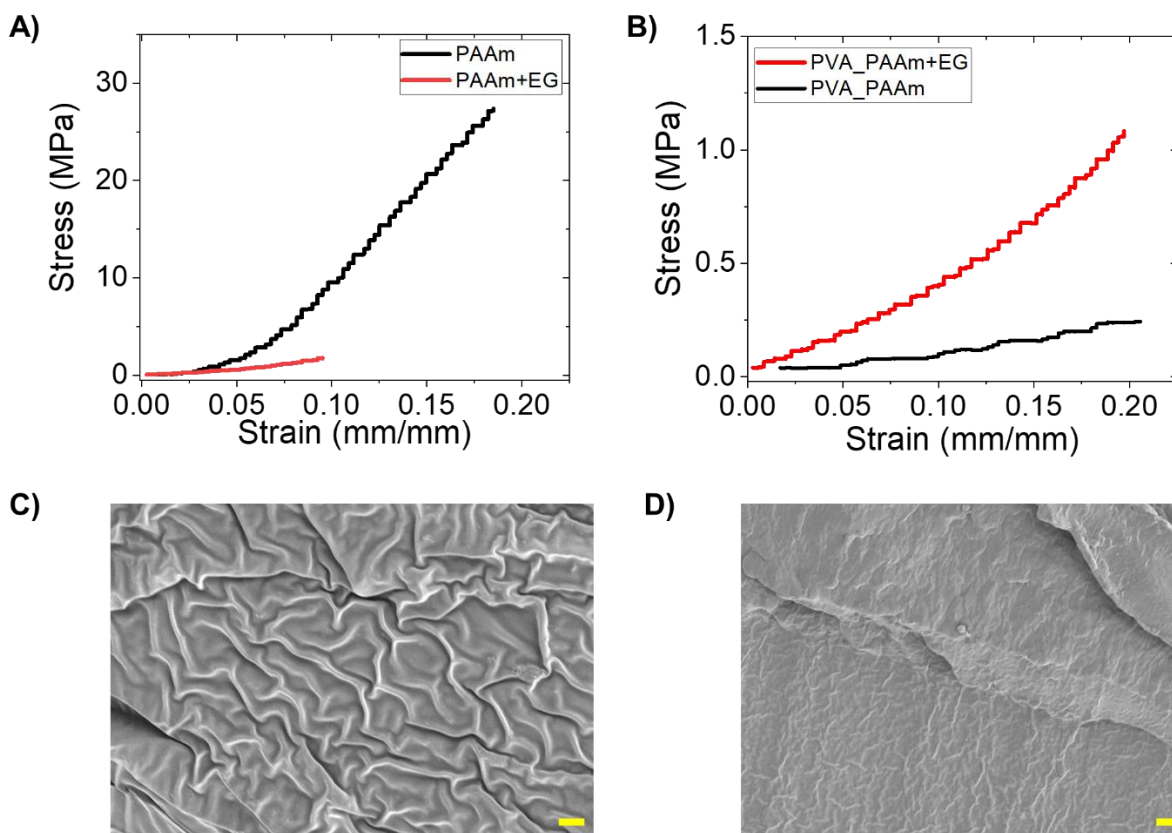 A)
Stress (MPa)
30
20
10
0
PAAm
PAAm+EG
0.00 0.05 0.10 0.15 0.20
Strain (mm/mm)
B)
Stress (MPa)
1.5
1.0
0.5
0.0
PVA_PAAm+EG
PVA_PAAm
0.00 0.05 0.10 0.15 0.20
Strain (mm/mm)
C)
D)